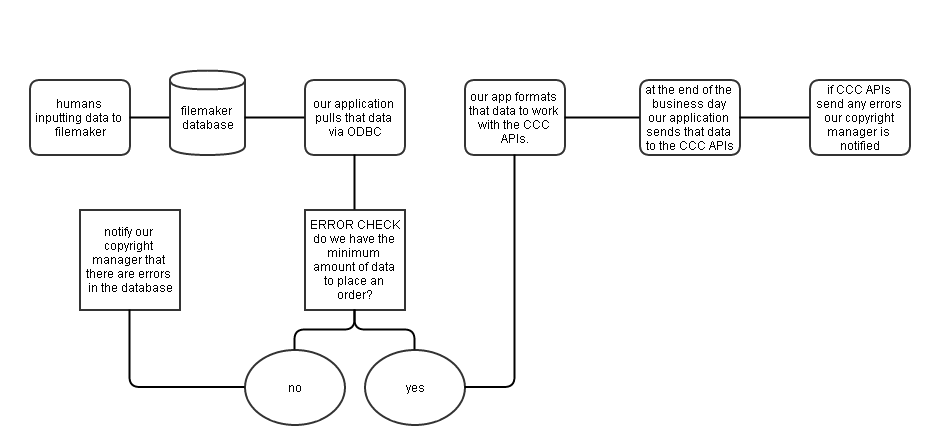 humans
inputting data to
filemaker
filemaker
database
our application
pulls that data
via ODBC
our app formats
that data to work
with the CCC
APIs.
at the end of the
business day
our application
sends that data
to the CCC APIs
if CCC APIs
send any errors
our copyright
manager is
notified
notify our
copyright
manager that
there are errors
in the database
ERROR CHECK
do we have the
minimum
amount of data
to place an
order?
no
yes